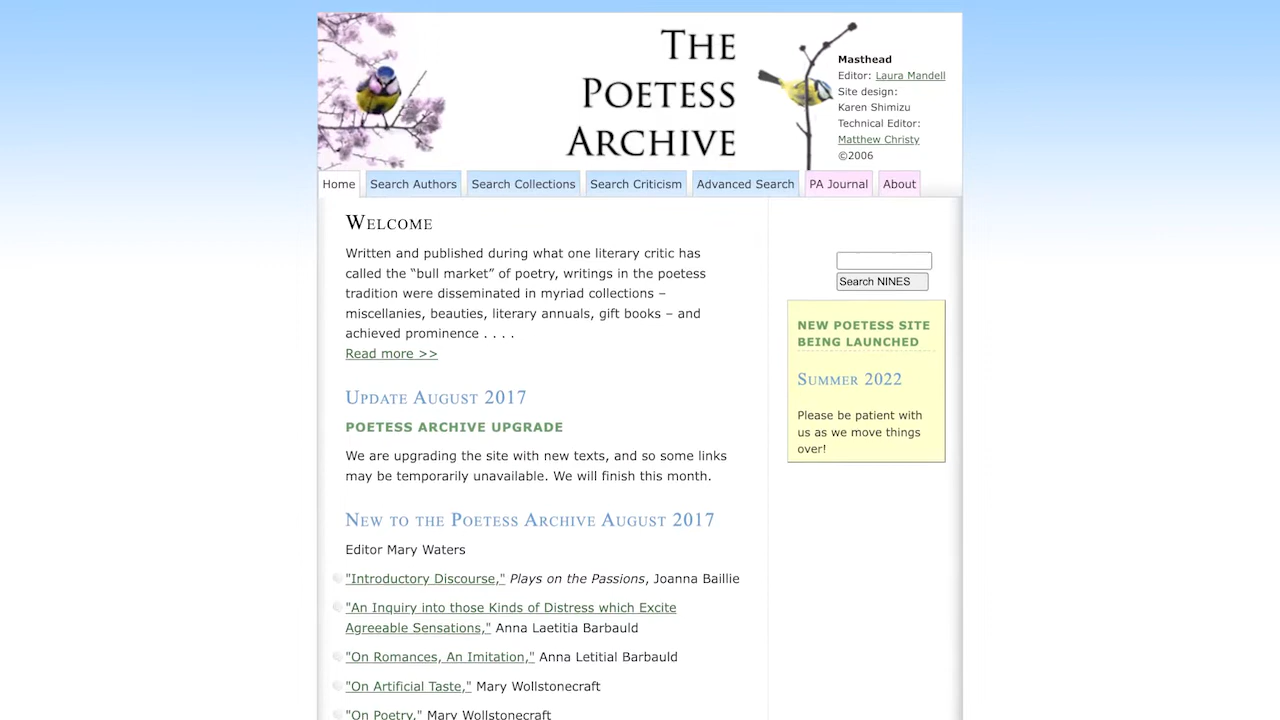 The
Poetess
Archive
Masthead
Editor: Laura Mandell
Site design:
Karen Shimizu
Technical Editor:
Matthew Christy
©2006
Home Search Authors Search Collections Search Criticism Advanced Search PA Journal About
Welcome
Written and published during what one literary critic has
called the “bull market” of poetry, writings in the poetess
tradition were disseminated in myriad collections –
miscellanies, beauties, literary annuals, gift books – and
achieved prominence . . . .
Read more >>
Update August 2017
POETESS ARCHIVE UPGRADE
We are upgrading the site with new texts, and so some links
may be temporarily unavailable. We will finish this month.
New to the Poetess Archive August 2017
Editor Mary Waters
"Introductory Discourse," Plays on the Passions, Joanna Baillie
"An Inquiry into those Kinds of Distress which Excite
Agreeable Sensations," Anna Laetitia Barbauld
"On Romances, An Imitation," Anna Letitial Barbauld
"On Artificial Taste," Mary Wollstonecraft
"On Poetry," Mary Wollstonecraft
Search NINES
NEW POETESS SITE
BEING LAUNCHED
Summer 2022
Please be patient with
us as we move things
over!